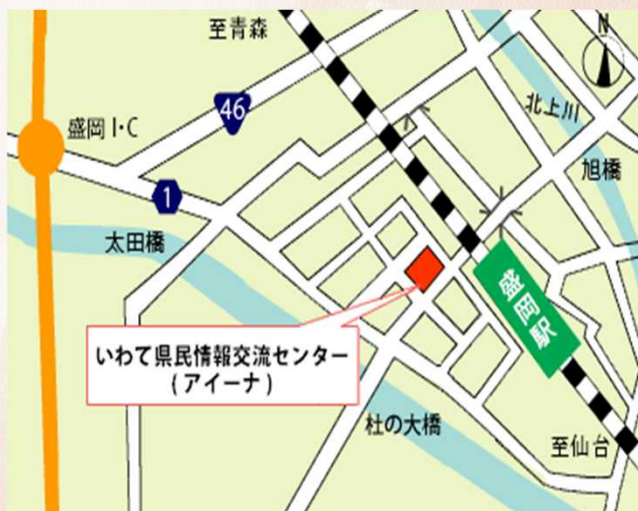 至青森
N
46
北上川
盛岡I・C
旭橋
1
太田橋
盛岡駅
いわて県民情報交流センター
(アイーナ)
杜の大橋
至仙台